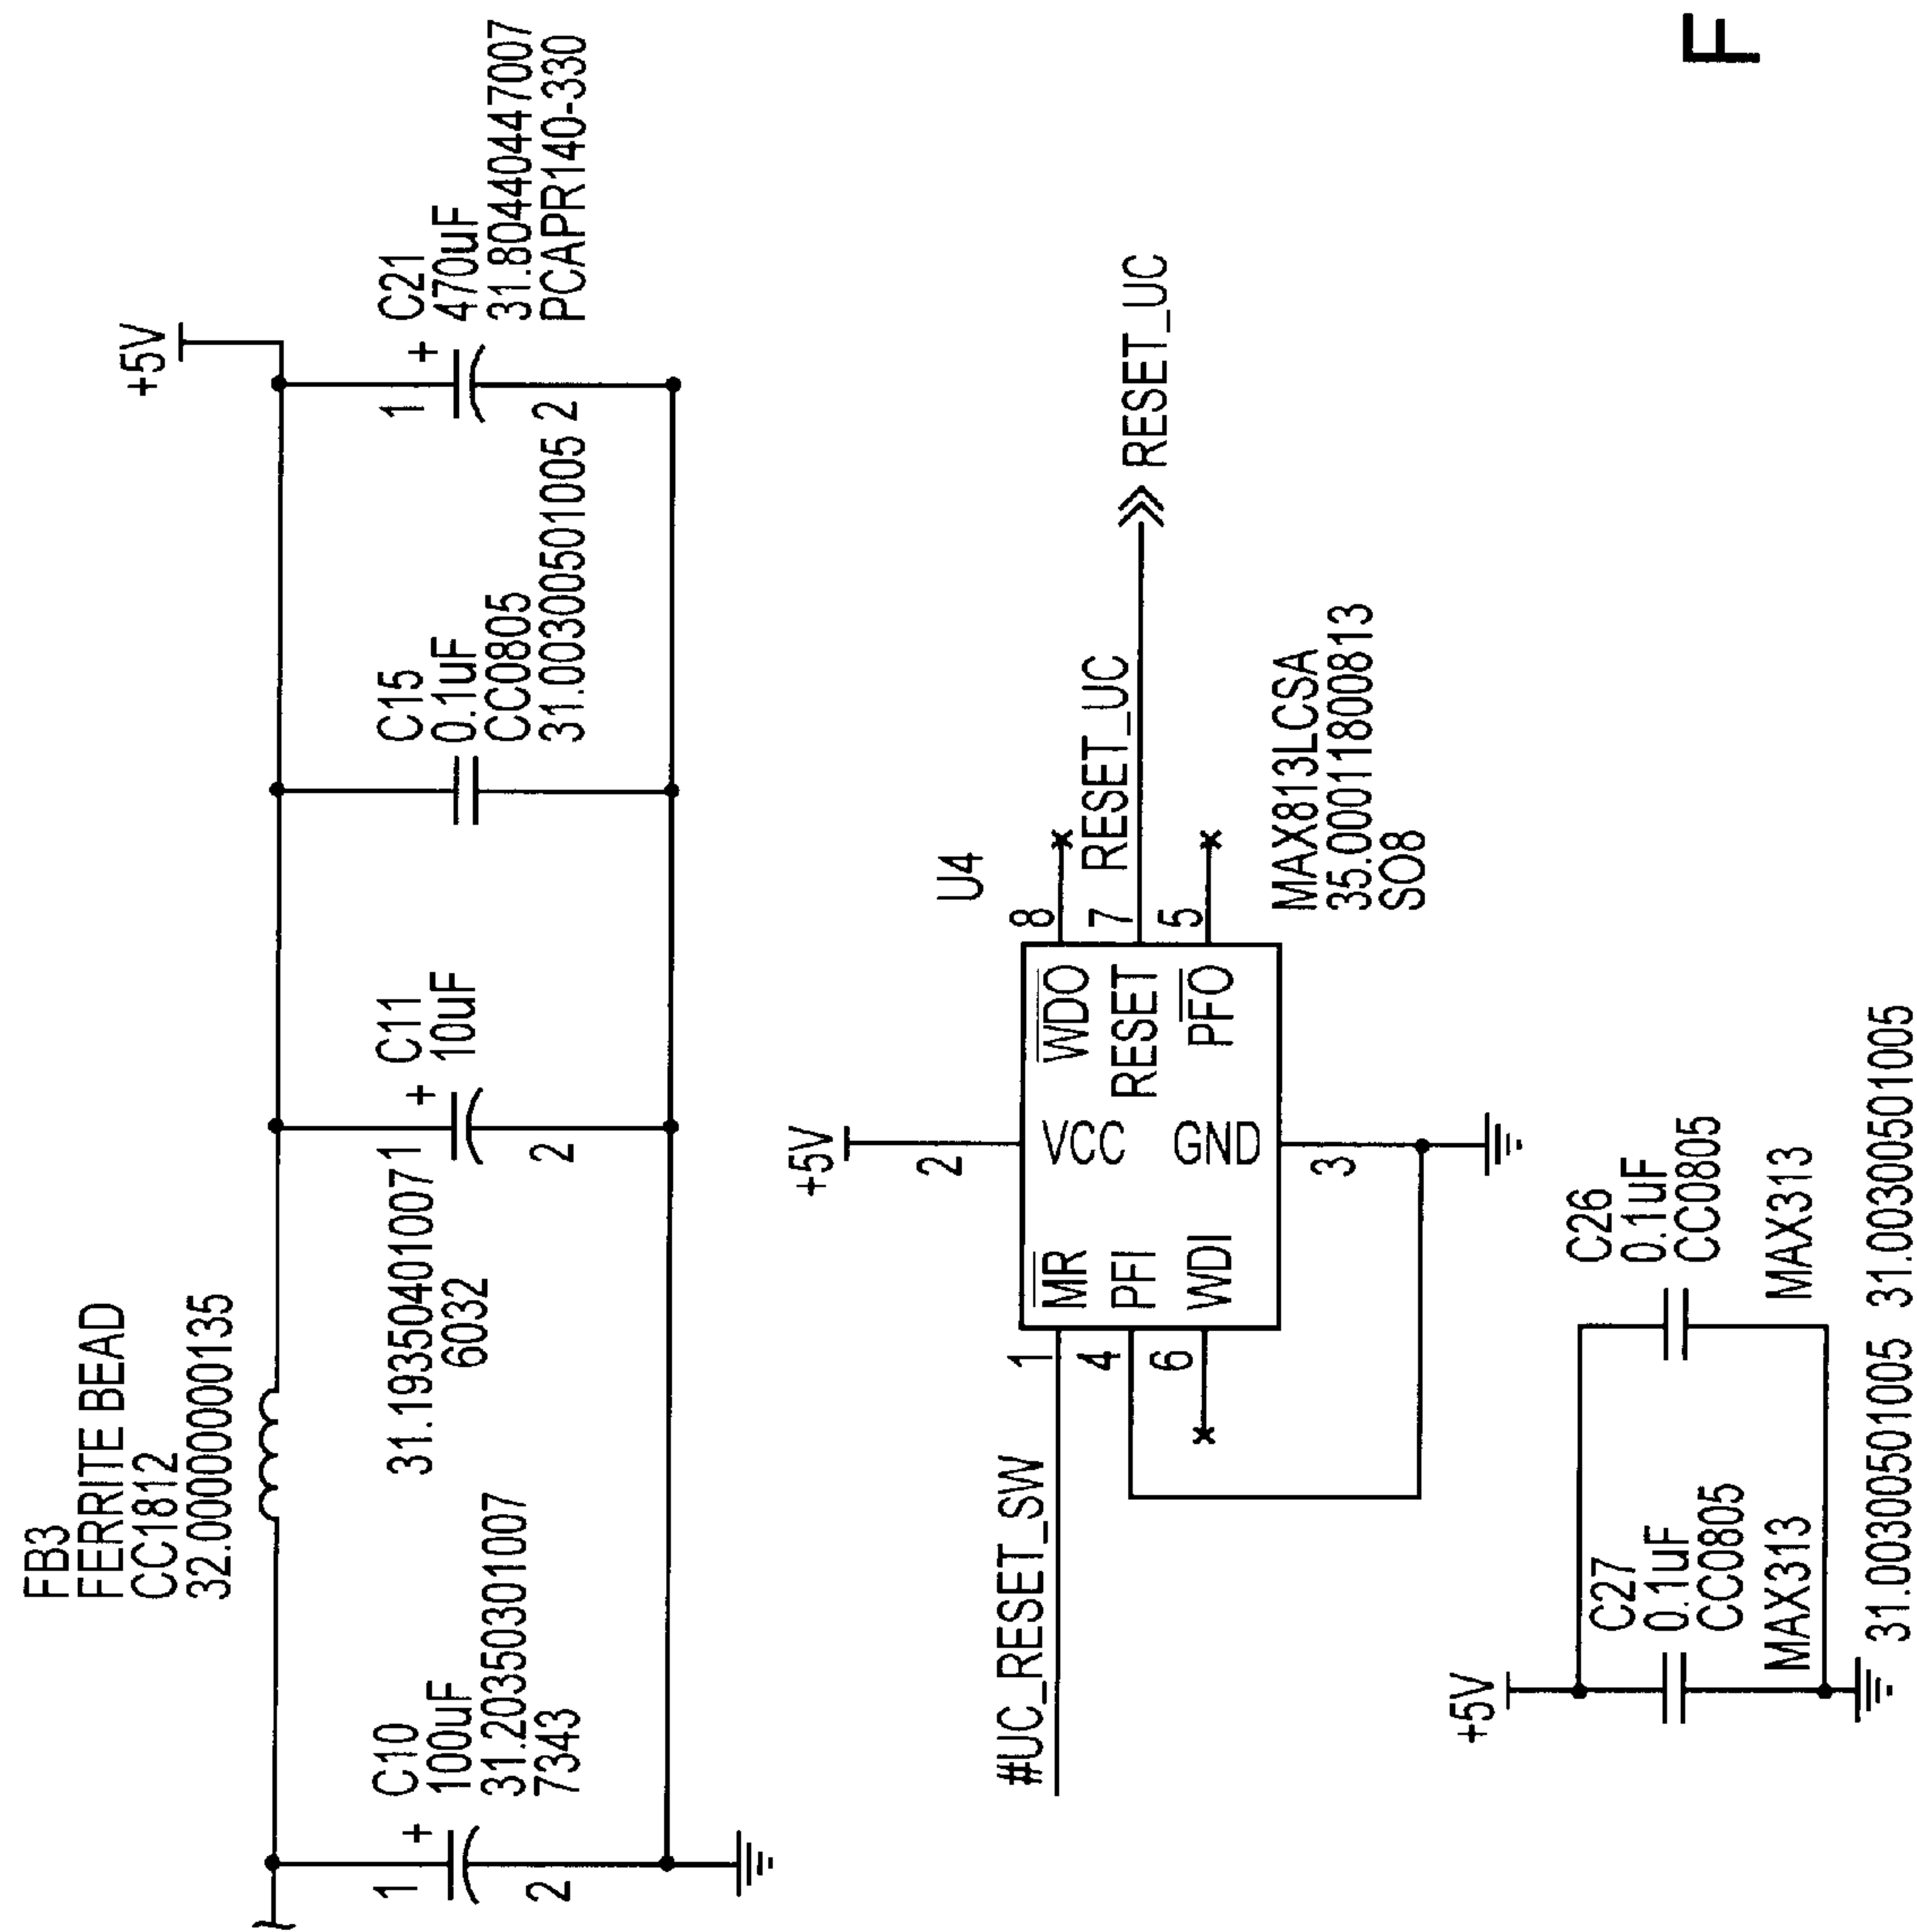 FB3
FERRITE BEAD
CC1812
32.00000000135
+5V
1
+
C10
100uF
31.20350301007
7343
2
1
+
C11
10uF
31.19350401007
6032
2
C15
0.1uF
CC0805
31.00300501005
1
+
C21
470uF
31.80440447007
PCAPR140-330
2
#UC_RESET_SW
+5V
2
U4
1
MR
VCC
WDO
8
4
PFI
RESET
7
RESET_UC
RESET_UC
6
WDI
GND
PFO
5
3
MAX813LCSA
35.00011800813
SO8
+5V
C27
0.1uF
CC0805
MAX313
31.00300501005
C26
0.1uF
CC0805
MAX313
31.00300501005
F